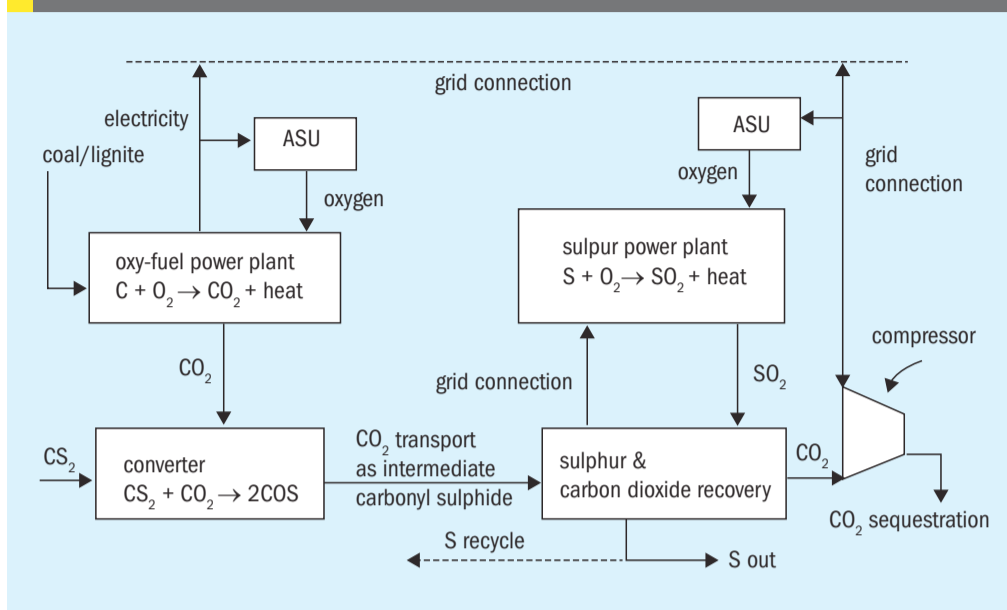 grid connection
electricity
ASU
ASU
coal/lignite
grid
connection
oxygen
oxygen
oxy-fuel power plant
C + O₂ → CO₂ + heat
sulpur power plant
S + O₂ → SO₂ + heat
compressor
CO₂
grid connection
SO₂
CS₂
converter
CS₂ + CO₂ → 2COS
CO₂ transport
as intermediate
carbonyl sulphide
sulphur &
carbon dioxide recovery
CO₂
CO₂ sequestration
S recycle
S out